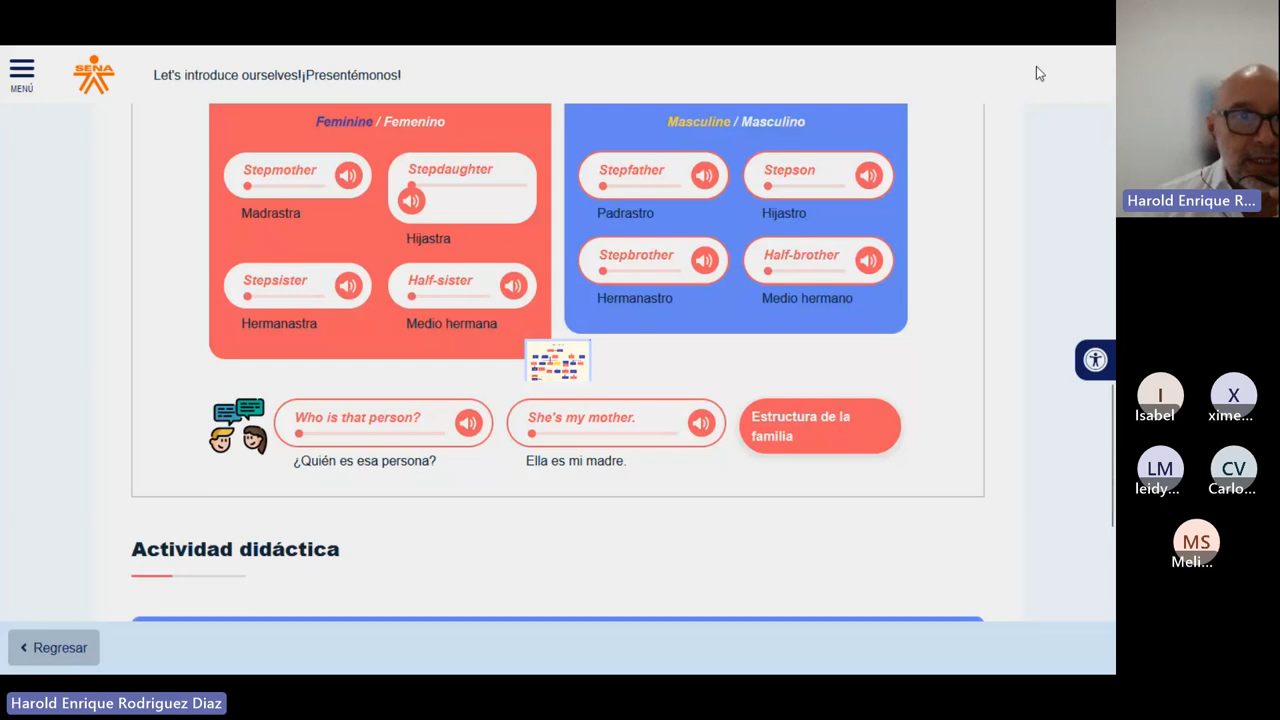 MENÚ
SENA
Let's introduce ourselves!¡Presentémonos!
Feminine / Femenino
Stepmother
Madrastra
Stepdaughter
Hijastra
Stepsister
Hermanastra
Half-sister
Medio hermana
Masculine / Masculino
Stepfather
Padrastro
Stepson
Hijastro
Stepbrother
Hermanastro
Half-brother
Medio hermano
Who is that person?
¿Quién es esa persona?
She's my mother.
Ella es mi madre.
Estructura de la
familia
Actividad didáctica
Regresar
Harold Enrique Rodriguez Diaz
Harold Enrique R...
I
Isabel
X
xime...
LM
leidy...
CV
Carlo...
MS
Meli...